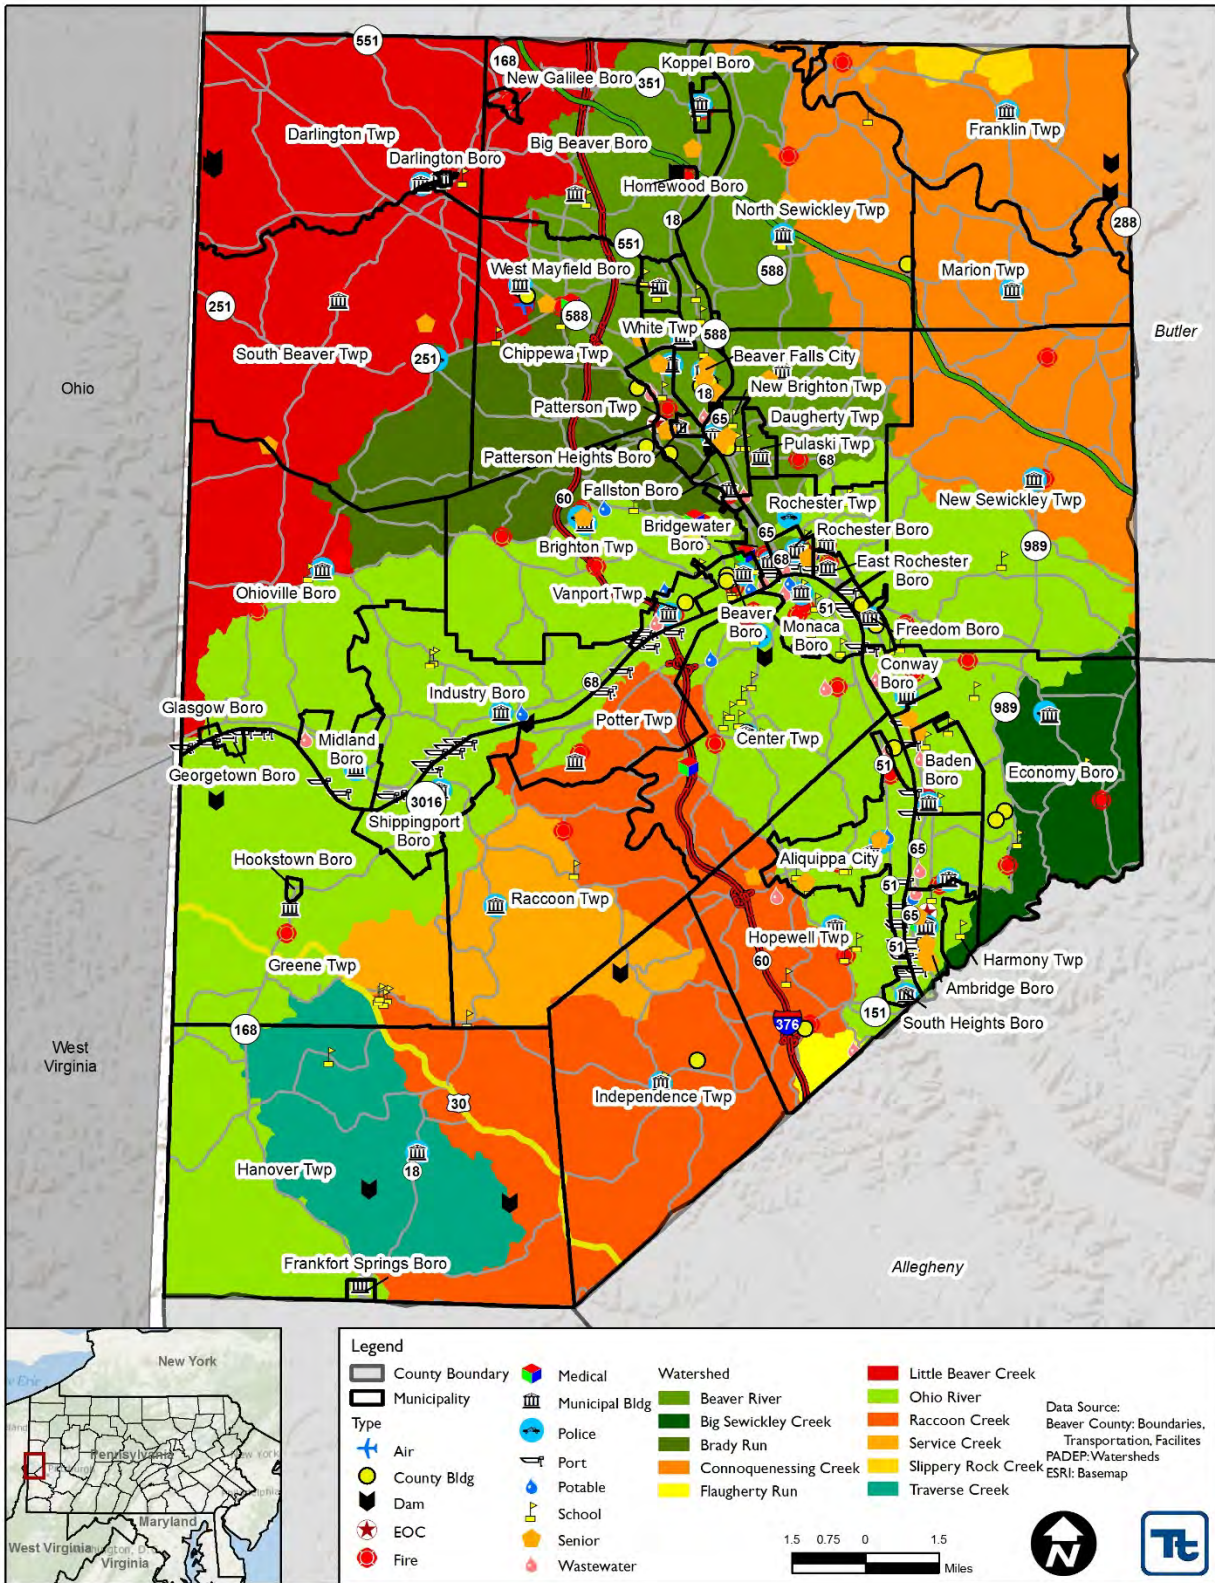 551
168
New Galilee Boro
Koppel Boro
351
Darlington Twp
Darlington Boro
Big Beaver Boro
Franklin Twp
Homewood Boro
North Sewickley Twp
18
288
551
588
West Mayfield Boro
Marion Twp
251
588
White Twp
588
Butler
South Beaver Twp
251
Chippewa Twp
Beaver Falls City
Ohio
18
New Brighton Twp
Patterson Twp
65
Daugherty Twp
Pulaski Twp
Patterson Heights Boro
68
Fallston Boro
New Sewickley Twp
60
Rochester Twp
Bridgewater
Boro
65
Rochester Boro
Brighton Twp
68
989
East Rochester
Boro
Ohioville Boro
Vanport Twp
Beaver
Boro
Monaca
Boro
51
Freedom Boro
Conway
Boro
68
Industry Boro
Glasgow Boro
Potter Twp
989
Midland
Boro
Center Twp
Georgetown Boro
51
Baden
Boro
Economy Boro
3016
Shippingport
Boro
Hookstown Boro
Aliquippa City
65
51
Raccoon Twp
65
Hopewell Twp
51
Greene Twp
60
Harmony Twp
Ambridge Boro
168
376
151
South Heights Boro
West
Virginia
30
Independence Twp
Hanover Twp
18
Frankfort Springs Boro
Allegheny
New York
Pennsylvania
Maryland
West Virginia
Virginia
Legend
County Boundary
Municipality
Type
Air
County Bldg
Dam
EOC
Fire
Medical
Municipal Bldg
Police
Port
Potable
School
Senior
Wastewater
Watershed
Beaver River
Big Sewickley Creek
Brady Run
Connoquenessing Creek
Flaugherty Run
Little Beaver Creek
Ohio River
Raccoon Creek
Service Creek
Slippery Rock Creek
Traverse Creek
Data Source:
Beaver County: Boundaries,
Transportation, Facilites
PADEP: Watersheds
ESRI: Basemap
1.5 0.75 0 1.5
Miles
N
Tt